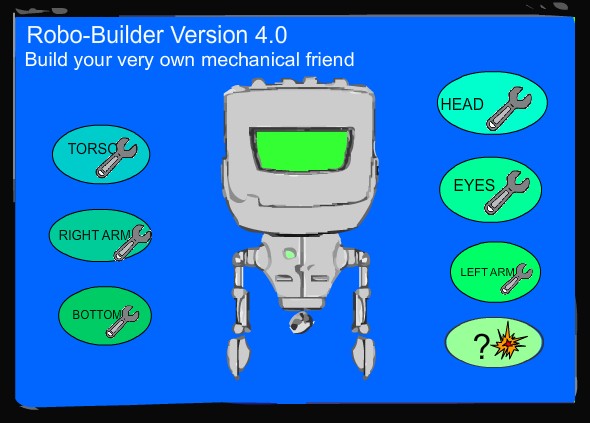 Robo-Builder Version 4.0
Build your very own mechanical friend
HEAD
TORSO
EYES
RIGHT ARM
LEFT ARM
BOTTOM
?